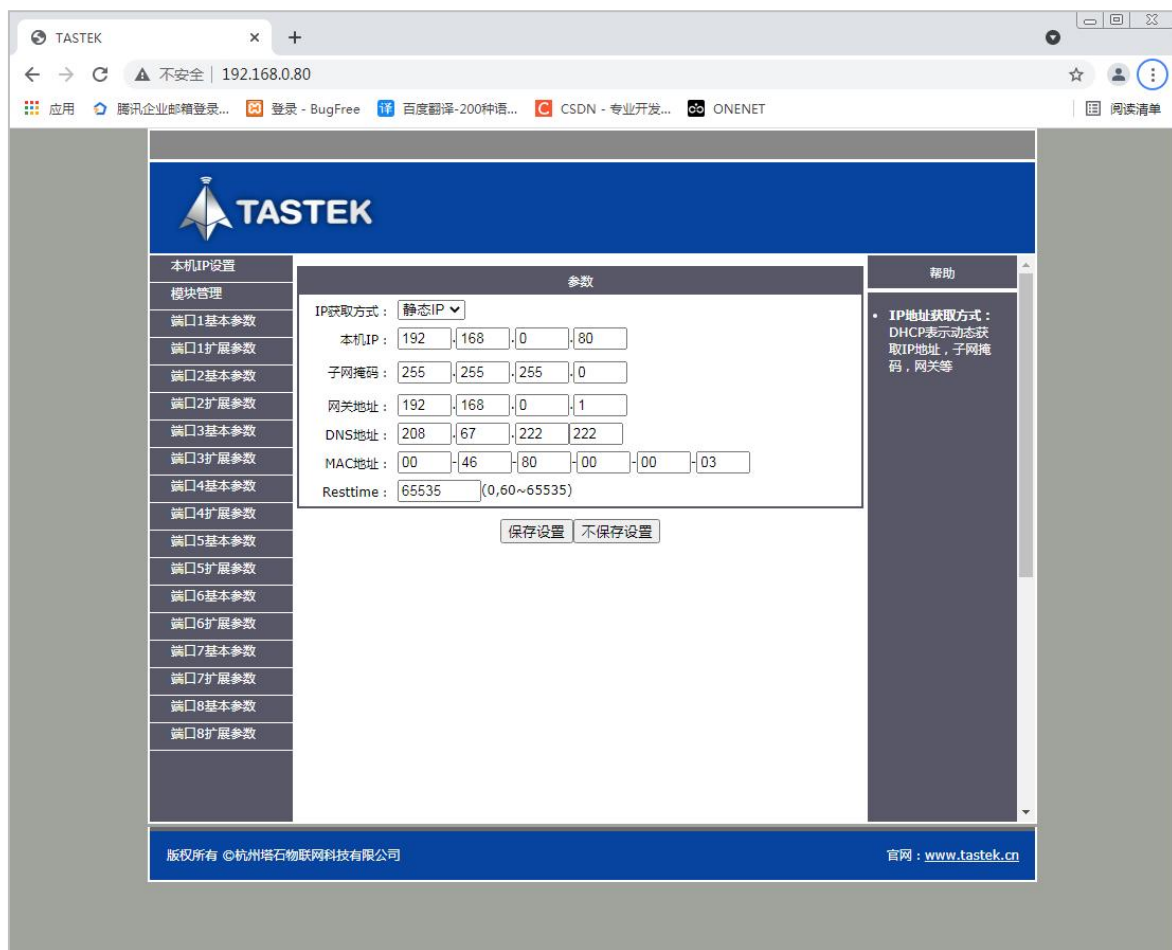 TASTEK
不安全 192.168.0.80
应用 腾讯企业邮箱登录... 登录 - BugFree 百度翻译-200种语... CSDN - 专业开发... ONENET 阅读清单
TASTEK
本机IP设置
模块管理
端口1基本参数
端口1扩展参数
端口2基本参数
端口2扩展参数
端口3基本参数
端口3扩展参数
端口4基本参数
端口4扩展参数
端口5基本参数
端口5扩展参数
端口6基本参数
端口6扩展参数
端口7基本参数
端口7扩展参数
端口8基本参数
端口8扩展参数
参数
IP获取方式： 静态IP
本机IP： 192 . 168 . 0 . 80
子网掩码： 255 . 255 . 255 . 0
网关地址： 192 . 168 . 0 . 1
DNS地址： 208 . 67 . 222 222
MAC地址： 00 - 46 - 80 - 00 - 00 - 03
Resttime： 65535 (0,60~65535)
保存设置 不保存设置
帮助
• IP地址获取方式：
DHCP表示动态获
取IP地址，子网掩
码，网关等
版权所有 ©杭州塔石物联网科技有限公司 官网：www.tastek.cn